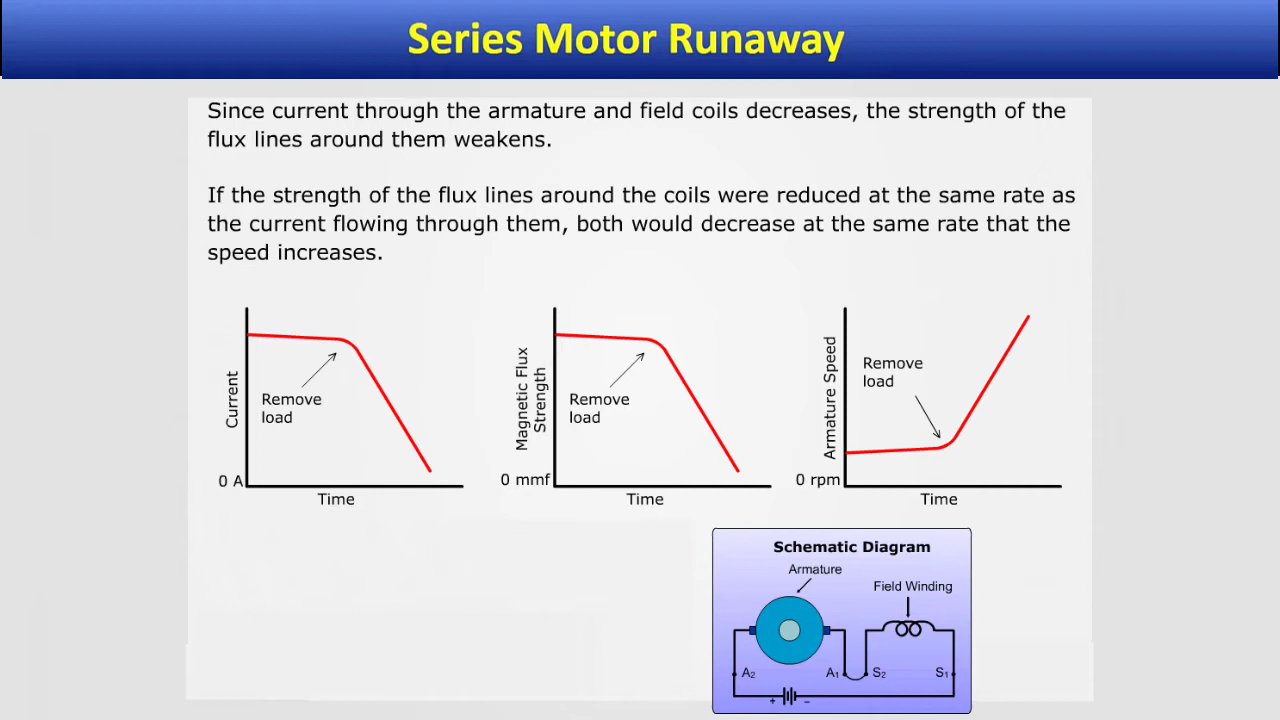 Series Motor Runaway
Since current through the armature and field coils decreases, the strength of the
flux lines around them weakens.
If the strength of the flux lines around the coils were reduced at the same rate as
the current flowing through them, both would decrease at the same rate that the
speed increases.
Current
Remove
load
0 A
Time
Magnetic Flux
Strength
Remove
load
0 mmf
Time
Armature Speed
Remove
load
0 rpm
Time
Schematic Diagram
Armature
Field Winding
A2
A1
S2
S1
+
–